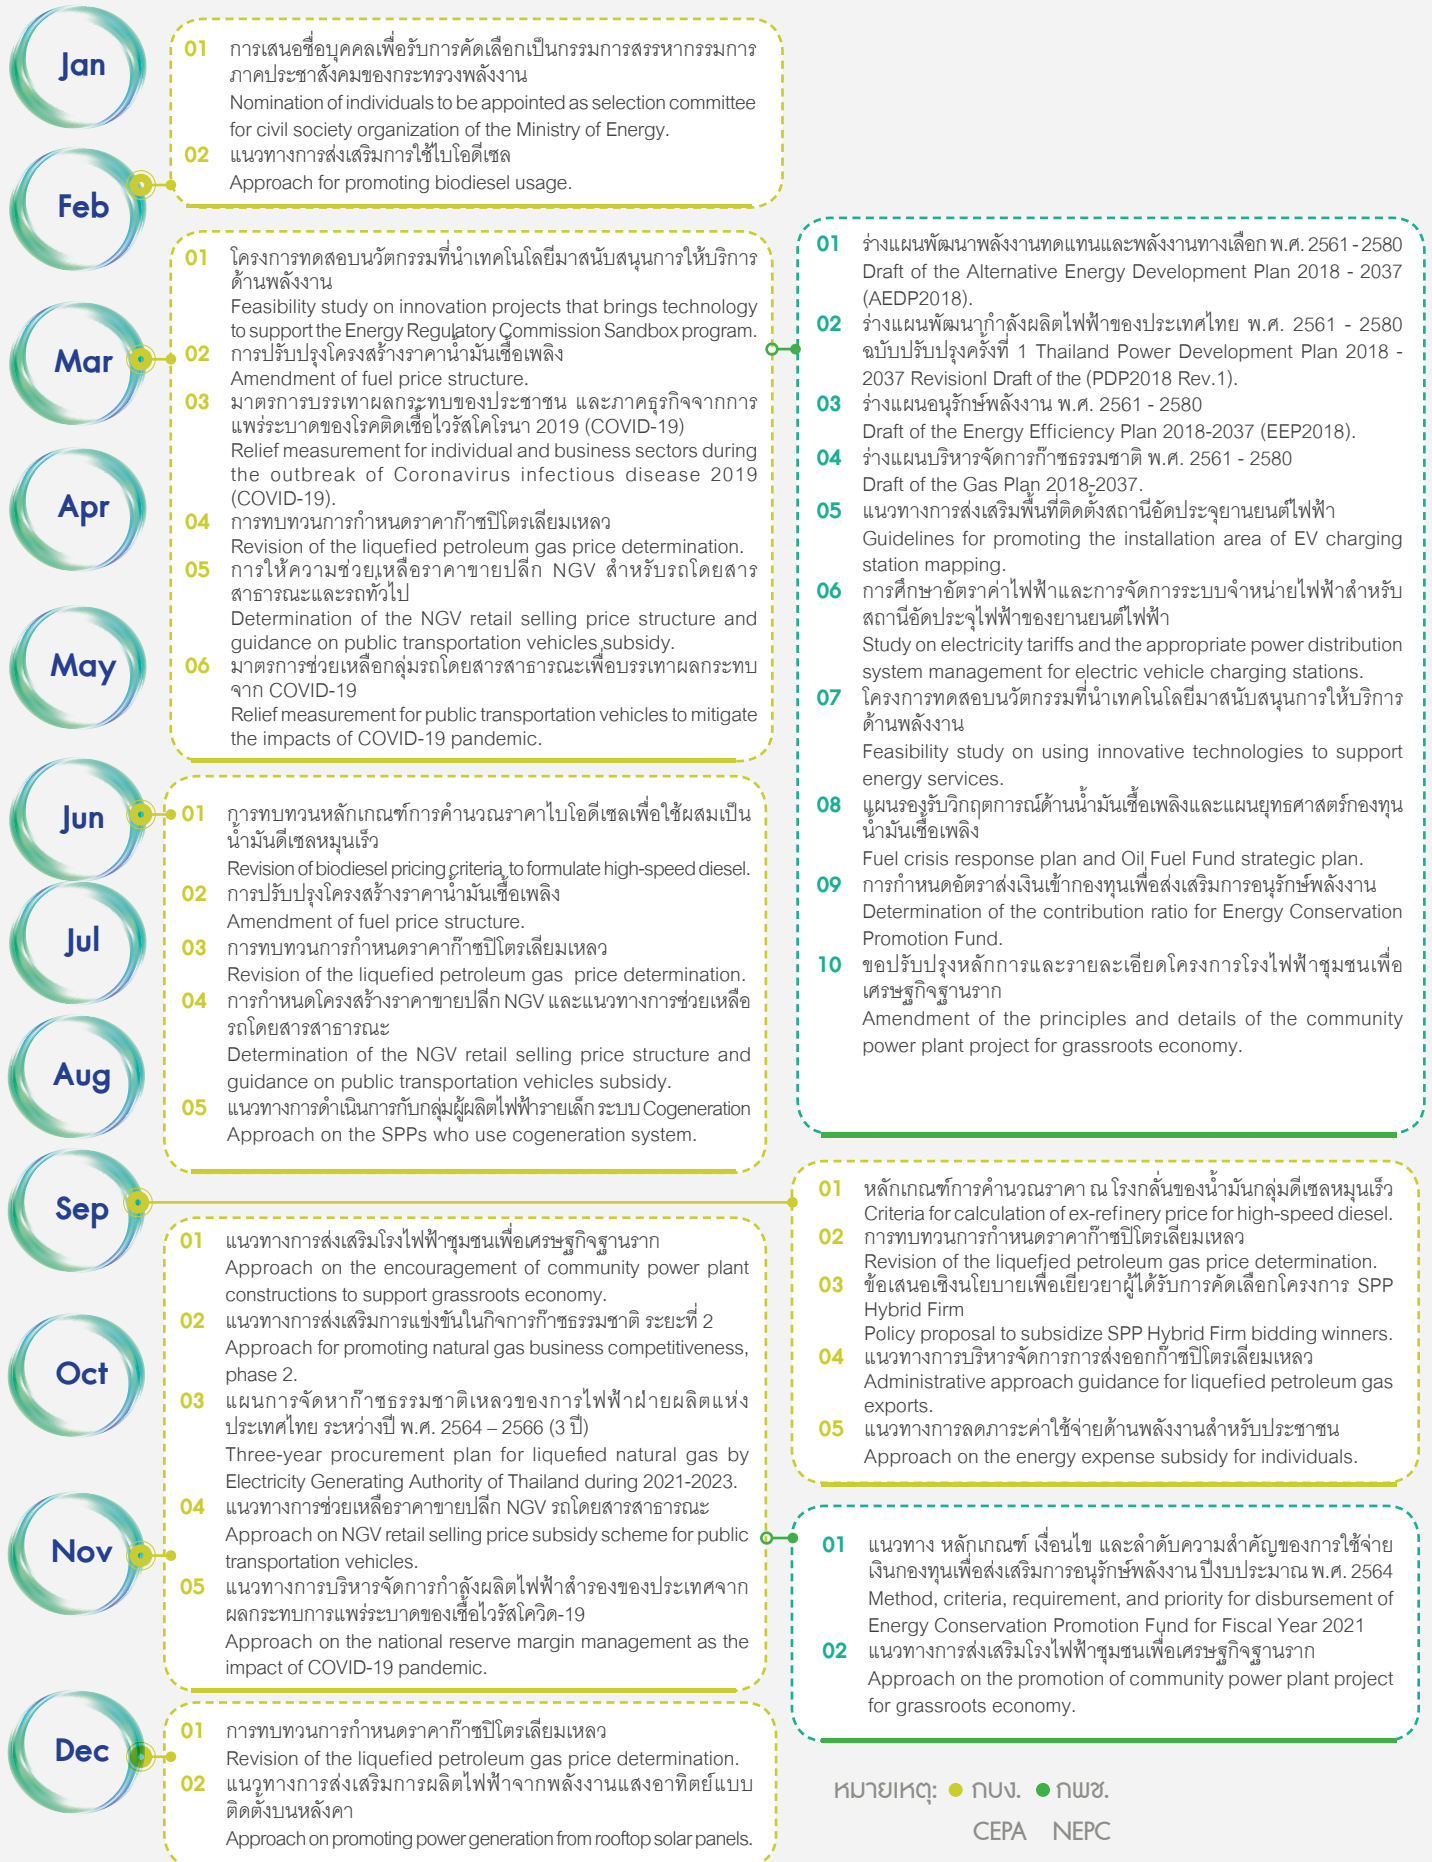 Jan
01 การเสนอชื่อบุคคลเพื่อรับการคัดเลือกเป็นกรรมการสรรหากรรมการ
ภาคประชาสังคมของกระทรวงพลังงาน
Nomination of individuals to be appointed as selection committee
for civil society organization of the Ministry of Energy.
02 แนวทางการส่งเสริมการใช้ไบโอดีเซล
Approach for promoting biodiesel usage.
Feb
01 โครงการทดสอบนวัตกรรมที่นำเทคโนโลยีมาสนับสนุนการให้บริการ
ด้านพลังงาน
Feasibility study on innovation projects that brings technology
to support the Energy Regulatory Commission Sandbox program.
02 การปรับปรุงโครงสร้างราคาน้ำมันเชื้อเพลิง
Amendment of fuel price structure.
03 มาตรการบรรเทาผลกระทบของประชาชน และภาคธุรกิจจากการ
แพร่ระบาดของโรคติดเชื้อไวรัสโคโรนา 2019 (COVID-19)
Relief measurement for individual and business sectors during
the outbreak of Coronavirus infectious disease 2019
(COVID-19).
04 การทบทวนการกำหนดราคาก๊าซปิโตรเลียมเหลว
Revision of the liquefied petroleum gas price determination.
05 การให้ความช่วยเหลือราคาขายปลีก NGV สำหรับรถโดยสาร
สาธารณะและรถทั่วไป
Determination of the NGV retail selling price structure and
guidance on public transportation vehicles subsidy.
06 มาตรการช่วยเหลือกลุ่มรถโดยสารสาธารณะเพื่อบรรเทาผลกระทบ
จาก COVID-19
Relief measurement for public transportation vehicles to mitigate
the impacts of COVID-19 pandemic.
Mar
Apr
May
01 ร่างแผนพัฒนาพลังงานทดแทนและพลังงานทางเลือก พ.ศ. 2561 - 2580
Draft of the Alternative Energy Development Plan 2018 - 2037
(AEDP2018).
02 ร่างแผนพัฒนากำลังผลิตไฟฟ้าของประเทศไทย พ.ศ. 2561 - 2580
ฉบับปรับปรุงครั้งที่ 1 Thailand Power Development Plan 2018 -
2037 Revisionl Draft of the (PDP2018 Rev.1).
03 ร่างแผนอนุรักษ์พลังงาน พ.ศ. 2561 - 2580
Draft of the Energy Efficiency Plan 2018-2037 (EEP2018).
04 ร่างแผนบริหารจัดการก๊าซธรรมชาติ พ.ศ. 2561 - 2580
Draft of the Gas Plan 2018-2037.
05 แนวทางการส่งเสริมพื้นที่ติดตั้งสถานีอัดประจุยานยนต์ไฟฟ้า
Guidelines for promoting the installation area of EV charging
station mapping.
06 การศึกษาอัตราค่าไฟฟ้าและการจัดการระบบจำหน่ายไฟฟ้าสำหรับ
สถานีอัดประจุไฟฟ้าของยานยนต์ไฟฟ้า
Study on electricity tariffs and the appropriate power distribution
system management for electric vehicle charging stations.
07 โครงการทดสอบนวัตกรรมที่นำเทคโนโลยีมาสนับสนุนการให้บริการ
ด้านพลังงาน
Feasibility study on using innovative technologies to support
energy services.
08 แผนรองรับวิกฤตการณ์ด้านน้ำมันเชื้อเพลิงและแผนยุทธศาสตร์กองทุน
น้ำมันเชื้อเพลิง
Fuel crisis response plan and Oil Fuel Fund strategic plan.
09 การกำหนดอัตราส่งเงินเข้ากองทุนเพื่อส่งเสริมการอนุรักษ์พลังงาน
Determination of the contribution ratio for Energy Conservation
Promotion Fund.
10 ขอปรับปรุงหลักการและรายละเอียดโครงการโรงไฟฟ้าชุมชนเพื่อ
เศรษฐกิจฐานราก
Amendment of the principles and details of the community
power plant project for grassroots economy.
Jun
01 การทบทวนหลักเกณฑ์การคำนวณราคาไบโอดีเซลเพื่อใช้ผสมเป็น
น้ำมันดีเซลหมุนเร็ว
Revision of biodiesel pricing criteria to formulate high-speed diesel.
02 การปรับปรุงโครงสร้างราคาน้ำมันเชื้อเพลิง
Amendment of fuel price structure.
03 การทบทวนการกำหนดราคาก๊าซปิโตรเลียมเหลว
Revision of the liquefied petroleum gas price determination.
04 การกำหนดโครงสร้างราคาขายปลีก NGV และแนวทางการช่วยเหลือ
รถโดยสารสาธารณะ
Determination of the NGV retail selling price structure and
guidance on public transportation vehicles subsidy.
05 แนวทางการดำเนินการกับกลุ่มผู้ผลิตไฟฟ้ารายเล็ก ระบบ Cogeneration
Approach on the SPPs who use cogeneration system.
Jul
Aug
Sep
01 หลักเกณฑ์การคำนวณราคา ณ โรงกลั่นของน้ำมันกลุ่มดีเซลหมุนเร็ว
Criteria for calculation of ex-refinery price for high-speed diesel.
02 การทบทวนการกำหนดราคาก๊าซปิโตรเลียมเหลว
Revision of the liquefied petroleum gas price determination.
03 ข้อเสนอเชิงนโยบายเพื่อเยียวยาผู้ได้รับการคัดเลือกโครงการ SPP
Hybrid Firm
Policy proposal to subsidize SPP Hybrid Firm bidding winners.
04 แนวทางการบริหารจัดการการส่งออกก๊าซปิโตรเลียมเหลว
Administrative approach guidance for liquefied petroleum gas
exports.
05 แนวทางการลดภาระค่าใช้จ่ายด้านพลังงานสำหรับประชาชน
Approach on the energy expense subsidy for individuals.
Oct
01 แนวทางการส่งเสริมโรงไฟฟ้าชุมชนเพื่อเศรษฐกิจฐานราก
Approach on the encouragement of community power plant
constructions to support grassroots economy.
02 แนวทางการส่งเสริมการแข่งขันในกิจการก๊าซธรรมชาติ ระยะที่ 2
Approach for promoting natural gas business competitiveness,
phase 2.
03 แผนการจัดหาก๊าซธรรมชาติเหลวของการไฟฟ้าฝ่ายผลิตแห่ง
ประเทศไทย ระหว่างปี พ.ศ. 2564 – 2566 (3 ปี)
Three-year procurement plan for liquefied natural gas by
Electricity Generating Authority of Thailand during 2021-2023.
04 แนวทางการช่วยเหลือราคาขายปลีก NGV รถโดยสารสาธารณะ
Approach on NGV retail selling price subsidy scheme for public
transportation vehicles.
05 แนวทางการบริหารจัดการกำลังผลิตไฟฟ้าสำรองของประเทศจาก
ผลกระทบการแพร่ระบาดของเชื้อไวรัสโควิด-19
Approach on the national reserve margin management as the
impact of COVID-19 pandemic.
Nov
01 แนวทาง หลักเกณฑ์ เงื่อนไข และลำดับความสำคัญของการใช้จ่าย
เงินกองทุนเพื่อส่งเสริมการอนุรักษ์พลังงาน ปีงบประมาณ พ.ศ. 2564
Method, criteria, requirement, and priority for disbursement of
Energy Conservation Promotion Fund for Fiscal Year 2021
02 แนวทางการส่งเสริมโรงไฟฟ้าชุมชนเพื่อเศรษฐกิจฐานราก
Approach on the promotion of community power plant project
for grassroots economy.
Dec
01 การทบทวนการกำหนดราคาก๊าซปิโตรเลียมเหลว
Revision of the liquefied petroleum gas price determination.
02 แนวทางการส่งเสริมการผลิตไฟฟ้าจากพลังงานแสงอาทิตย์แบบ
ติดตั้งบนหลังคา
Approach on promoting power generation from rooftop solar panels.
หมายเหตุ: กบง. กพช.
CEPA NEPC